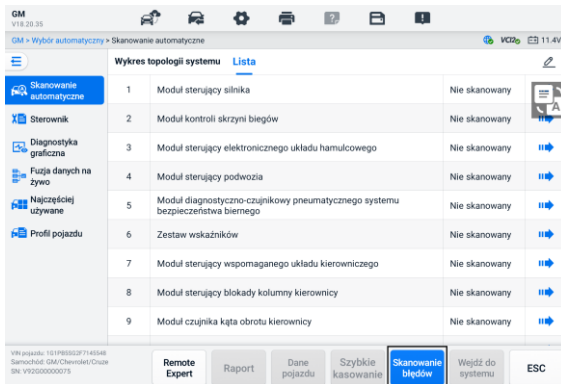 GM
V18.20.35
GM > Wybór automatyczny > Skanowanie automatyczne
VCI
11.4V
Wykres topologii systemu Lista
Skanowanie
automatyczne
Sterownik
Diagnostyka
graficzna
Fuzja danych na
żywo
Najczęściej
używane
Profil pojazdu
1 Moduł sterujący silnika Nie skanowany
2 Moduł kontroli skrzyni biegów Nie skanowany
3 Moduł sterujący elektronicznego układu hamulcowego Nie skanowany
4 Moduł sterujący podwozia Nie skanowany
5 Moduł diagnostyczno-czujnikowy pneumatycznego systemu
bezpieczeństwa biernego Nie skanowany
6 Zestaw wskaźników Nie skanowany
7 Moduł sterujący wspomaganego układu kierowniczego Nie skanowany
8 Moduł sterujący blokady kolumny kierownicy Nie skanowany
9 Moduł czujnika kąta obrotu kierownicy Nie skanowany
A
VIN pojazdu:
Samochód: GM/Chevrolet/Cruze
SN: V92G00000075
Remote
Expert
Raport
Dane
pojazdu
Szybkie
kasowanie
Skanowanie
błędów
Wejdź do
systemu
ESC